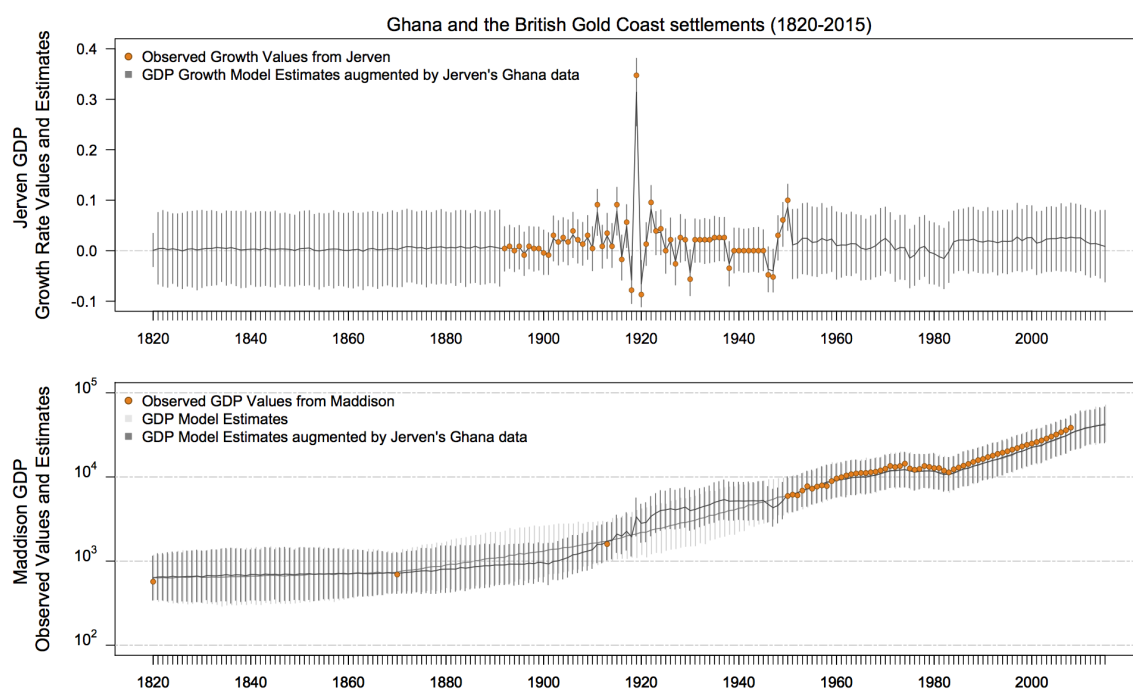 Ghana and the British Gold Coast settlements (1820-2015)
Jerven GDP
Growth Rate Values and Estimates
0.4
0.3
0.2
0.1
0.0
-0.1
Observed Growth Values from Jerven
GDP Growth Model Estimates augmented by Jerven's Ghana data
1820 1840 1860 1880 1900 1920 1940 1960 1980 2000
Maddison GDP
Observed Values and Estimates
10^5
10^4
10^3
10^2
Observed GDP Values from Maddison
GDP Model Estimates
GDP Model Estimates augmented by Jerven's Ghana data
1820 1840 1860 1880 1900 1920 1940 1960 1980 2000